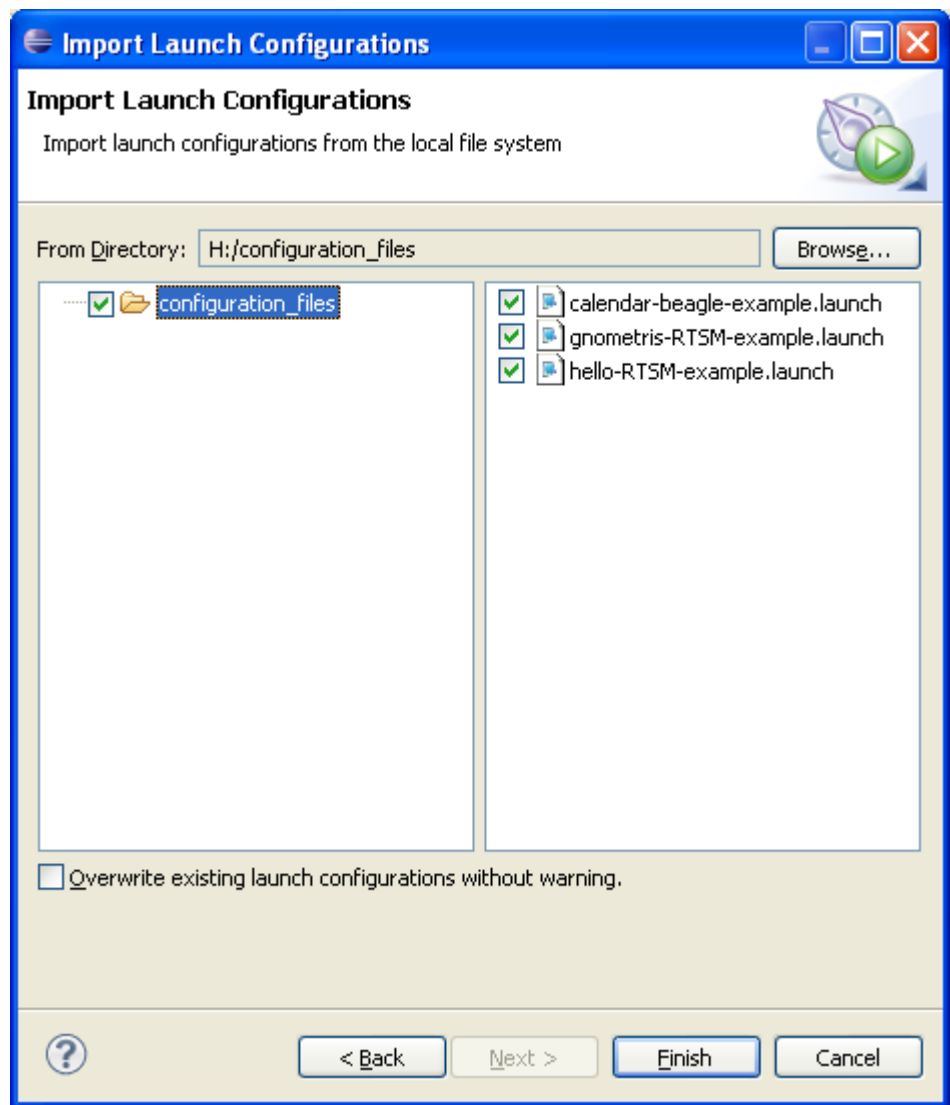 Import Launch Configurations
Import Launch Configurations
Import launch configurations from the local file system
From Directory: H:/configuration_files Browse...
configuration_files
calendar-beagle-example.launch
gnometris-RTSM-example.launch
hello-RTSM-example.launch
Overwrite existing launch configurations without warning.
? < Back Next > Finish Cancel